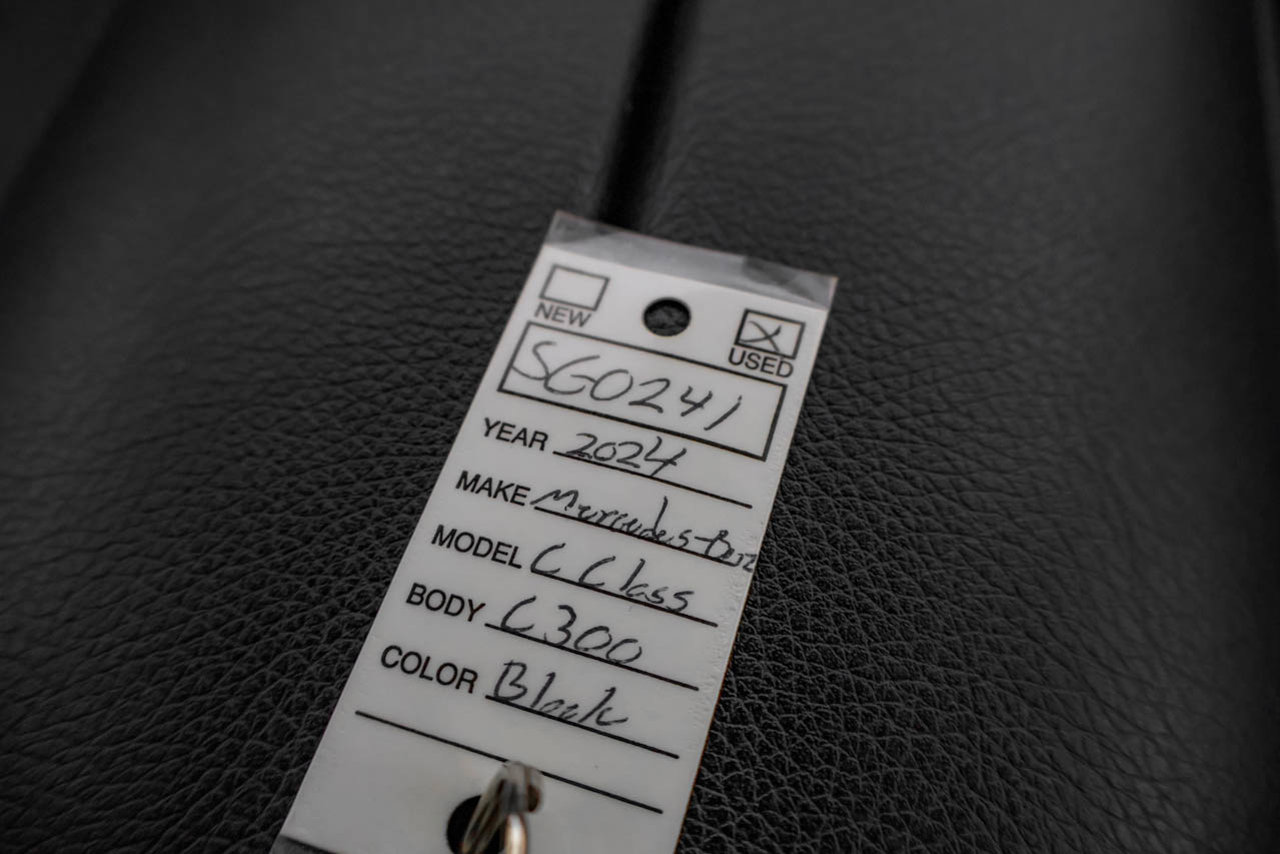 NEW USED
SG0241
YEAR 2024
MAKE Mercedes-Benz
MODEL C Class
BODY C300
COLOR Black